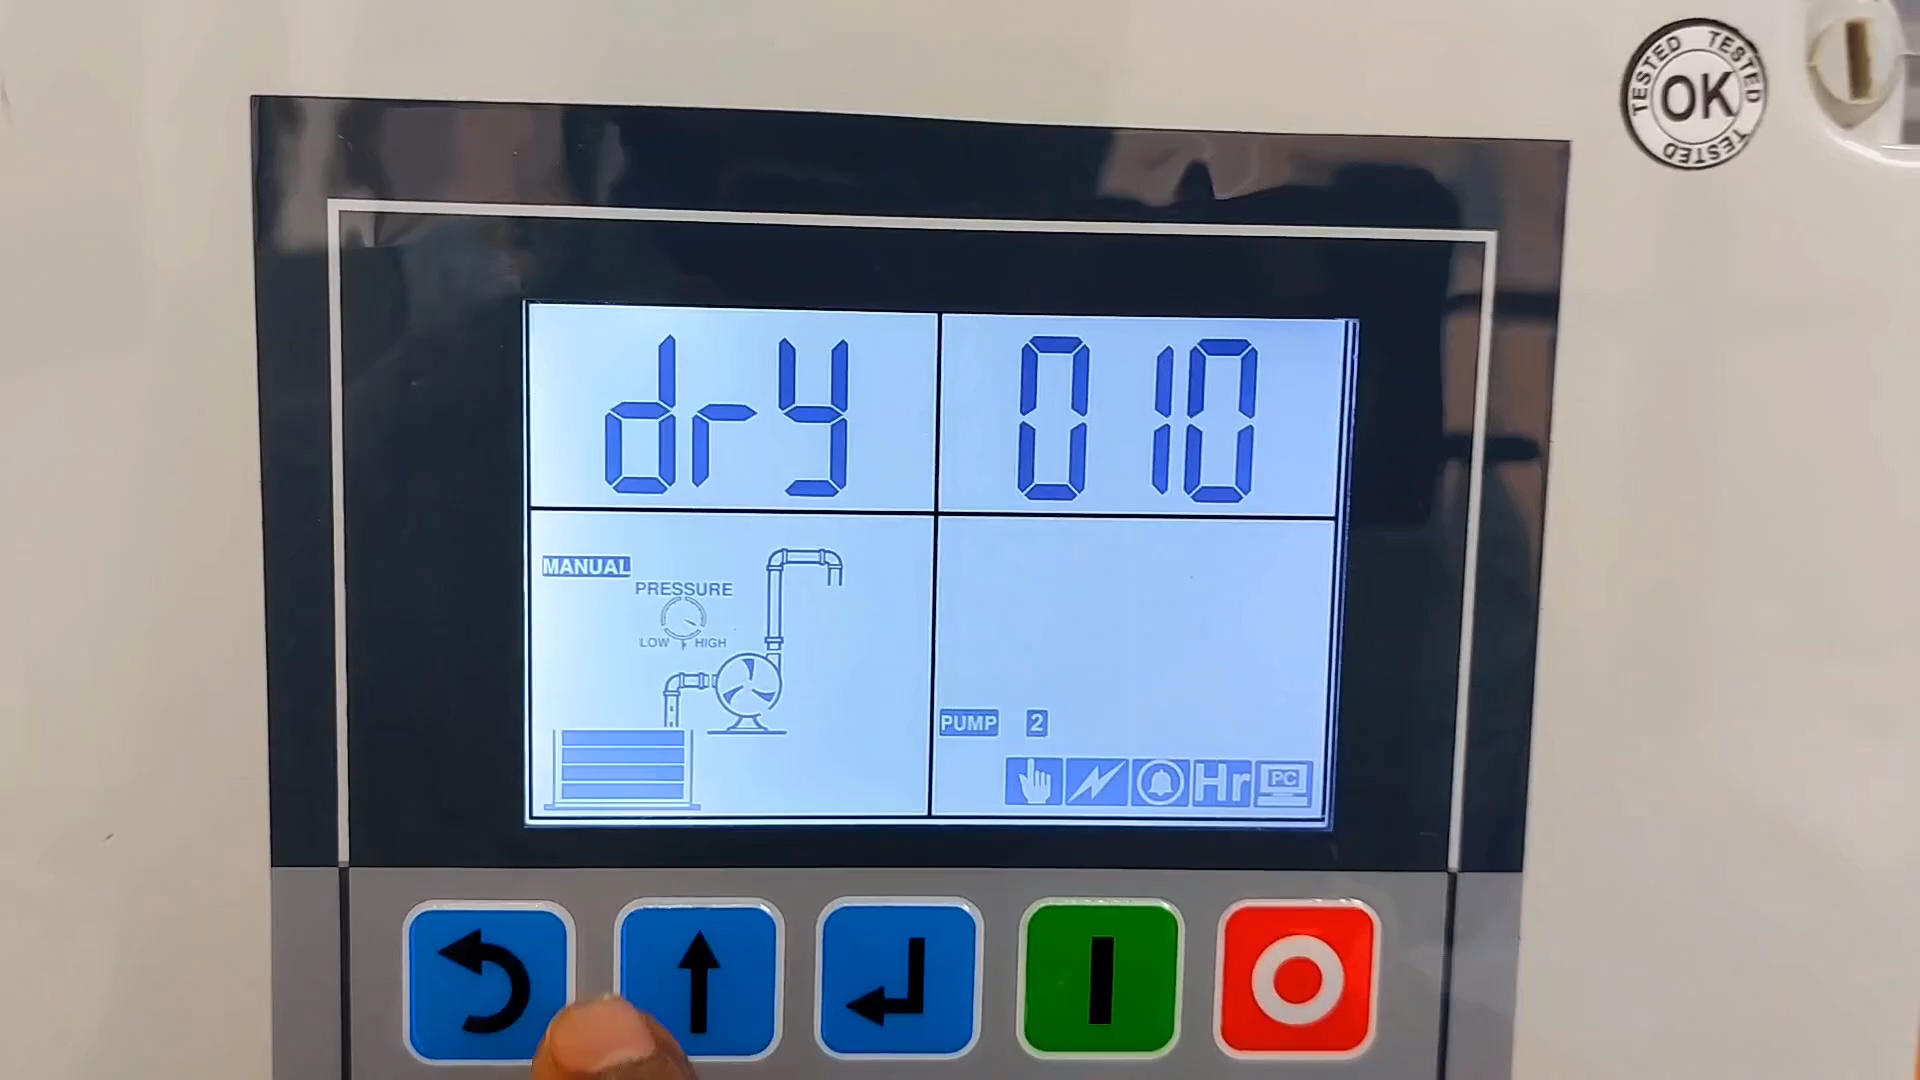 TESTED TESTED TESTED
OK
dry 010
MANUAL
PRESSURE
LOW HIGH
PUMP 2
Hr PC